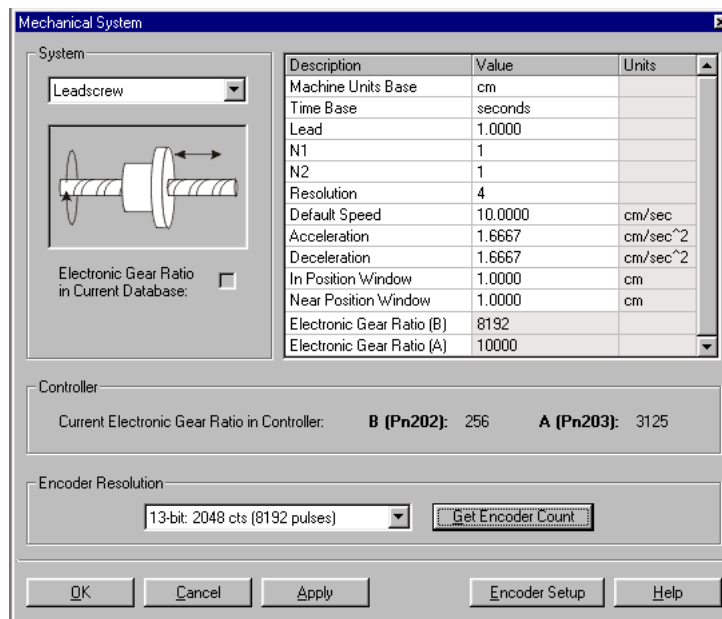 Mechanical System
System
Leadscrew
Electronic Gear Ratio
in Current Database:
Description Value Units
Machine Units Base cm
Time Base seconds
Lead 1.0000
N1 1
N2 1
Resolution 4
Default Speed 10.0000 cm/sec
Acceleration 1.6667 cm/sec^2
Deceleration 1.6667 cm/sec^2
In Position Window 1.0000 cm
Near Position Window 1.0000 cm
Electronic Gear Ratio (B) 8192
Electronic Gear Ratio (A) 10000
Controller
Current Electronic Gear Ratio in Controller: B (Pn202): 256 A (Pn203): 3125
Encoder Resolution
13-bit: 2048 cts (8192 pulses) Get Encoder Count
OK Cancel Apply Encoder Setup Help